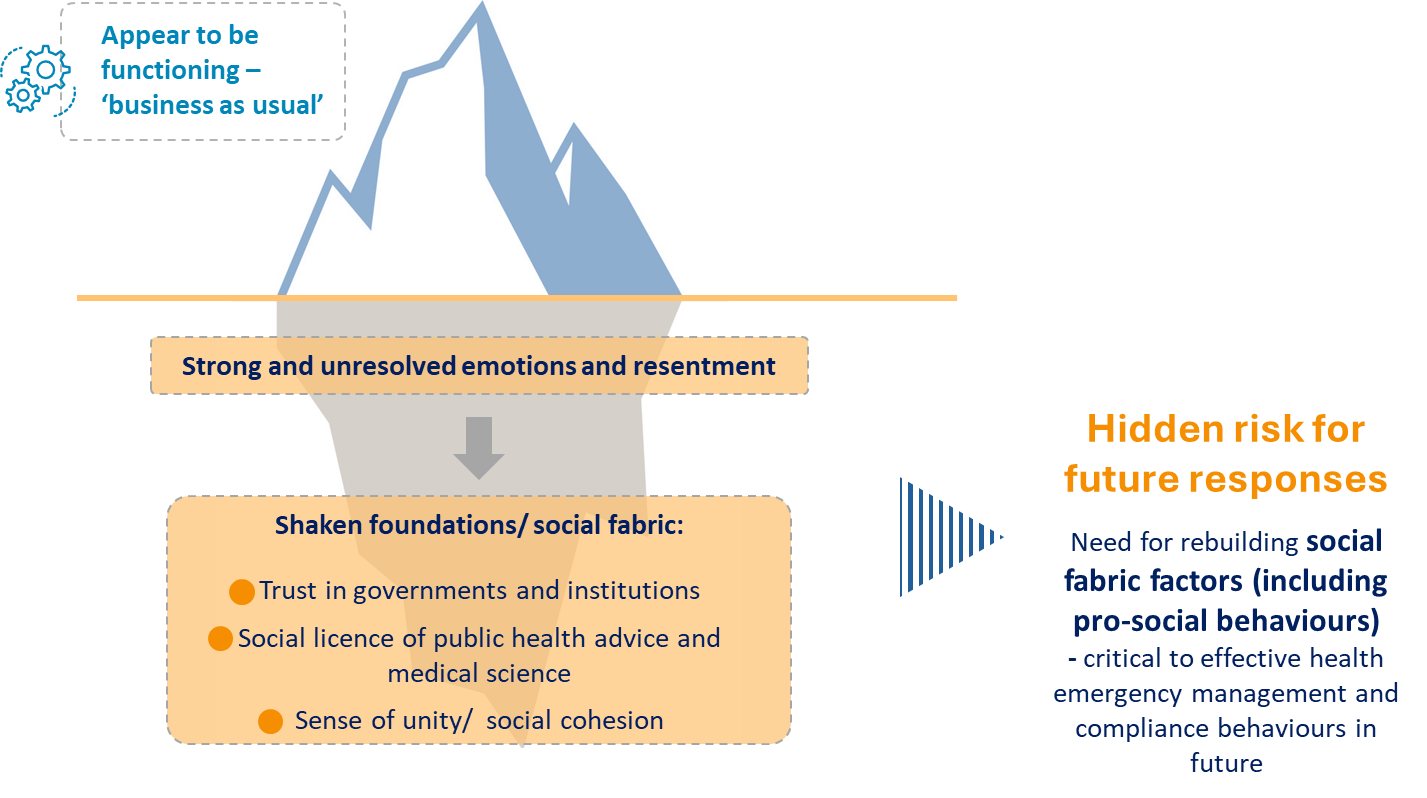 Appear to be
functioning –
‘business as usual’
Strong and unresolved emotions and resentment
Shaken foundations/ social fabric:
Trust in governments and institutions
Social licence of public health advice and
medical science
Sense of unity/ social cohesion
Hidden risk for
future responses
Need for rebuilding social
fabric factors (including
pro-social behaviours)
- critical to effective health
emergency management and
compliance behaviours in
future